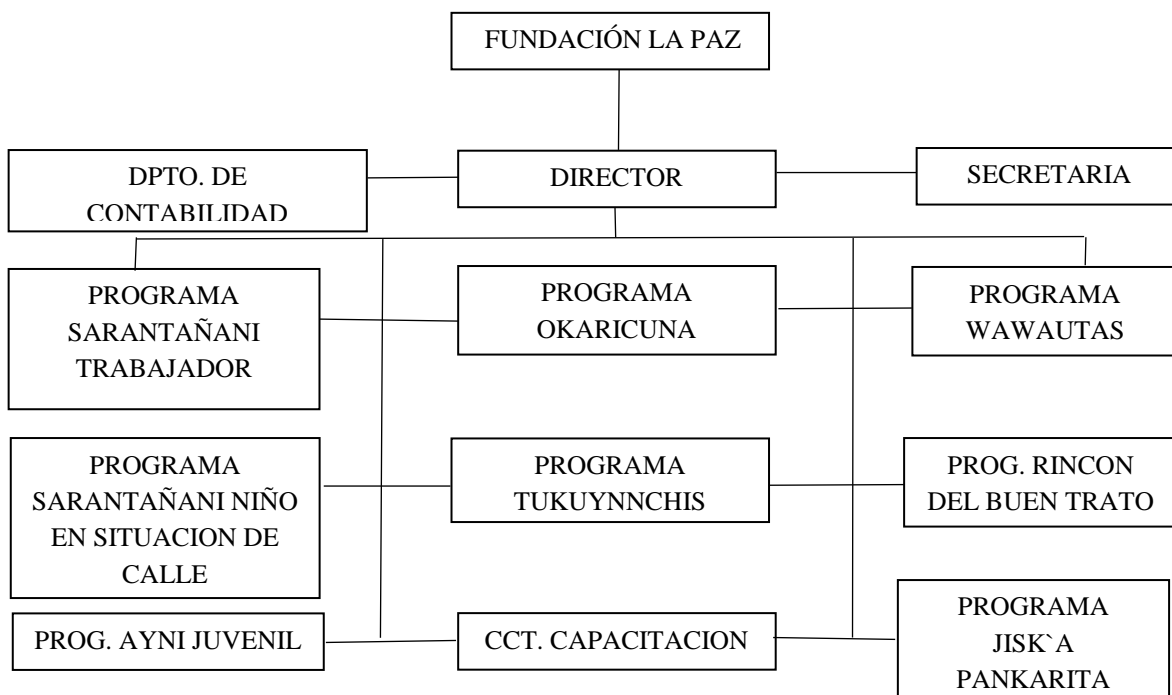 FUNDACIÓN LA PAZ
DPTO. DE
CONTABILIDAD
DIRECTOR
SECRETARIA
PROGRAMA
SARANTAÑANI
TRABAJADOR
PROGRAMA
OKARICUNA
PROGRAMA
WAWAUTAS
PROGRAMA
SARANTAÑANI NIÑO
EN SITUACION DE
CALLE
PROGRAMA
TUKUYNNCHIS
PROG. RINCON
DEL BUEN TRATO
PROG. AYNI JUVENIL
CCT. CAPACITACION
PROGRAMA
JISK`A
PANKARITA